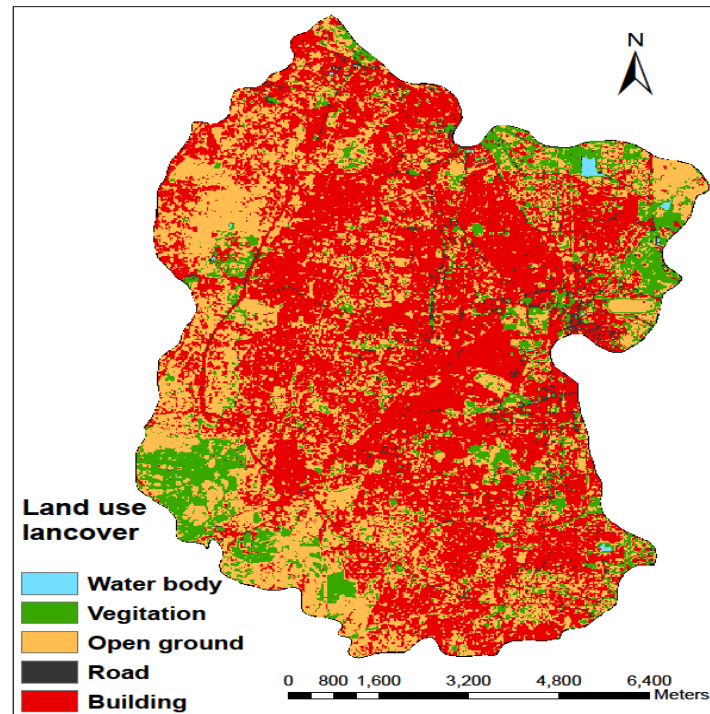 N
Land use
lancover
Water body
Vegitation
Open ground
Road
Building
0 800 1,600 3,200 4,800 6,400
Meters